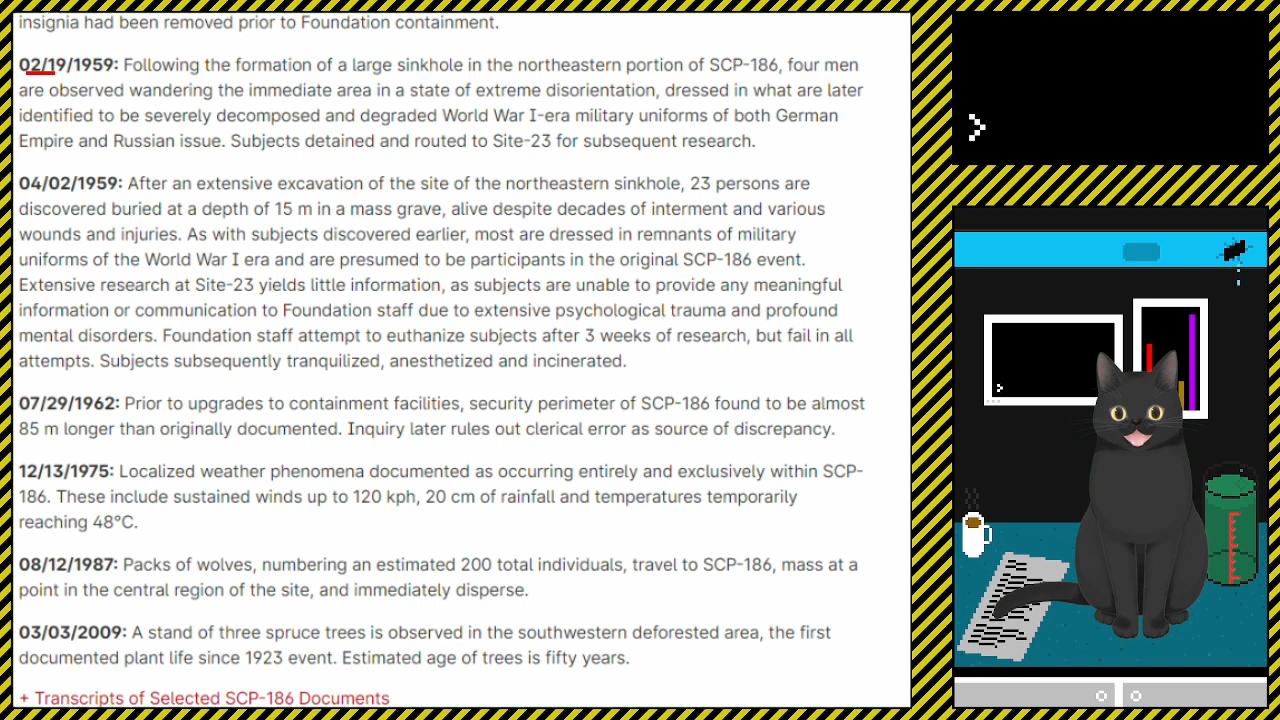 insignia had been removed prior to Foundation containment.
02/19/1959: Following the formation of a large sinkhole in the northeastern portion of SCP-186, four men
are observed wandering the immediate area in a state of extreme disorientation, dressed in what are later
identified to be severely decomposed and degraded World War I-era military uniforms of both German
Empire and Russian issue. Subjects detained and routed to Site-23 for subsequent research.
04/02/1959: After an extensive excavation of the site of the northeastern sinkhole, 23 persons are
discovered buried at a depth of 15 m in a mass grave, alive despite decades of interment and various
wounds and injuries. As with subjects discovered earlier, most are dressed in remnants of military
uniforms of the World War I era and are presumed to be participants in the original SCP-186 event.
Extensive research at Site-23 yields little information, as subjects are unable to provide any meaningful
information or communication to Foundation staff due to extensive psychological trauma and profound
mental disorders. Foundation staff attempt to euthanize subjects after 3 weeks of research, but fail in all
attempts. Subjects subsequently tranquilized, anesthetized and incinerated.
07/29/1962: Prior to upgrades to containment facilities, security perimeter of SCP-186 found to be almost
85 m longer than originally documented. Inquiry later rules out clerical error as source of discrepancy.
12/13/1975: Localized weather phenomena documented as occurring entirely and exclusively within SCP-
186. These include sustained winds up to 120 kph, 20 cm of rainfall and temperatures temporarily
reaching 48°C.
08/12/1987: Packs of wolves, numbering an estimated 200 total individuals, travel to SCP-186, mass at a
point in the central region of the site, and immediately disperse.
03/03/2009: A stand of three spruce trees is observed in the southwestern deforested area, the first
documented plant life since 1923 event. Estimated age of trees is fifty years.
+ Transcripts of Selected SCP-186 Documents
>
>